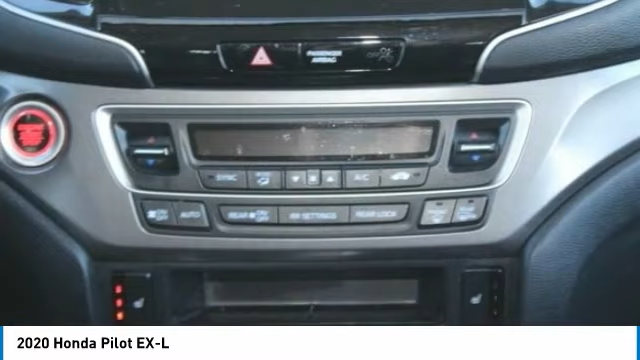 PASSENGER
AIRBAG
SYNC
A/C
AUTO
REAR
RR SETTINGS
REAR LOCK
2020 Honda Pilot EX-L